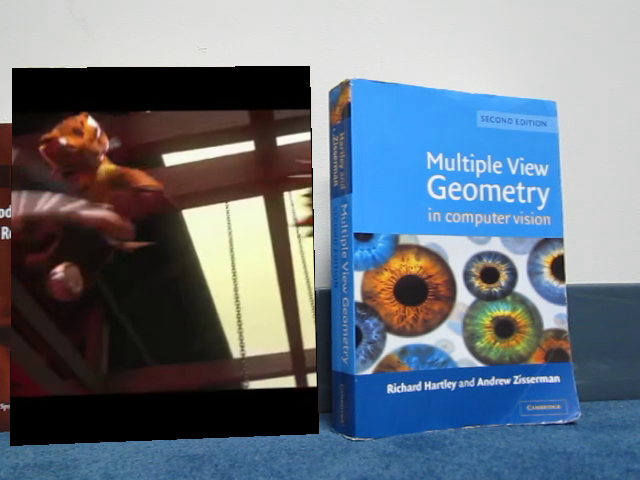 SECOND EDITION
Multiple View
Geometry
in computer vision
Richard Hartley and Andrew Zisserman
CAMBRIDGE
Hartley and
Zisserman
Multiple View Geometry